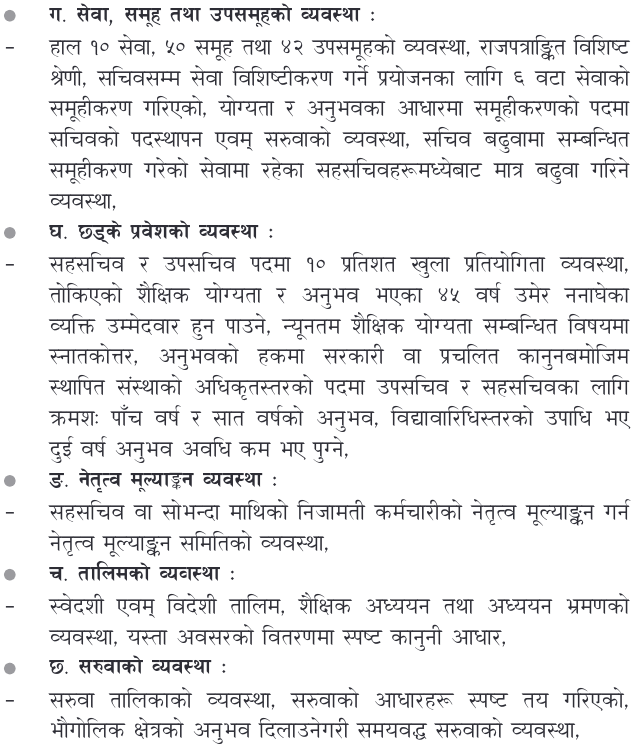 ● ग. सेवा, समूह तथा उपसमूहको व्यवस्था :
– हाल १० सेवा, ५० समूह तथा ४२ उपसमूहको व्यवस्था, राजपत्राङ्कित विशिष्ट
श्रेणी, सचिवसम्म सेवा विशिष्टीकरण गर्ने प्रयोजनका लागि ६ वटा सेवाको
समूहीकरण गरिएको, योग्यता र अनुभवका आधारमा समूहीकरणको पदमा
सचिवको पदस्थापन एवम् सरुवाको व्यवस्था, सचिव बढुवामा सम्बन्धित
समूहीकरण गरेको सेवामा रहेका सहसचिवहरूमध्येबाट मात्र बढुवा गरिने
व्यवस्था,
● घ. छड्के प्रवेशको व्यवस्था :
– सहसचिव र उपसचिव पदमा १० प्रतिशत खुला प्रतियोगिता व्यवस्था,
तोकिएको शैक्षिक योग्यता र अनुभव भएका ४५ वर्ष उमेर ननाघेका
व्यक्ति उम्मेदवार हुन पाउने, न्यूनतम शैक्षिक योग्यता सम्बन्धित विषयमा
स्नातकोत्तर, अनुभवको हकमा सरकारी वा प्रचलित कानुनबमोजिम
स्थापित संस्थाको अधिकृतस्तरको पदमा उपसचिव र सहसचिवका लागि
क्रमशः पाँच वर्ष र सात वर्षको अनुभव, विद्यावारिधिस्तरको उपाधि भए
दुई वर्ष अनुभव अवधि कम भए पुग्ने,
● ङ. नेतृत्व मूल्याङ्कन व्यवस्था :
– सहसचिव वा सोभन्दा माथिको निजामती कर्मचारीको नेतृत्व मूल्याङ्कन गर्न
नेतृत्व मूल्याङ्कन समितिको व्यवस्था,
● च. तालिमको व्यवस्था :
– स्वेदशी एवम् विदेशी तालिम, शैक्षिक अध्ययन तथा अध्ययन भ्रमणको
व्यवस्था, यस्ता अवसरको वितरणमा स्पष्ट कानुनी आधार,
● छ. सरुवाको व्यवस्था :
– सरुवा तालिकाको व्यवस्था, सरुवाको आधारहरू स्पष्ट तय गरिएको,
भौगोलिक क्षेत्रको अनुभव दिलाउनेगरी समयवद्ध सरुवाको व्यवस्था,